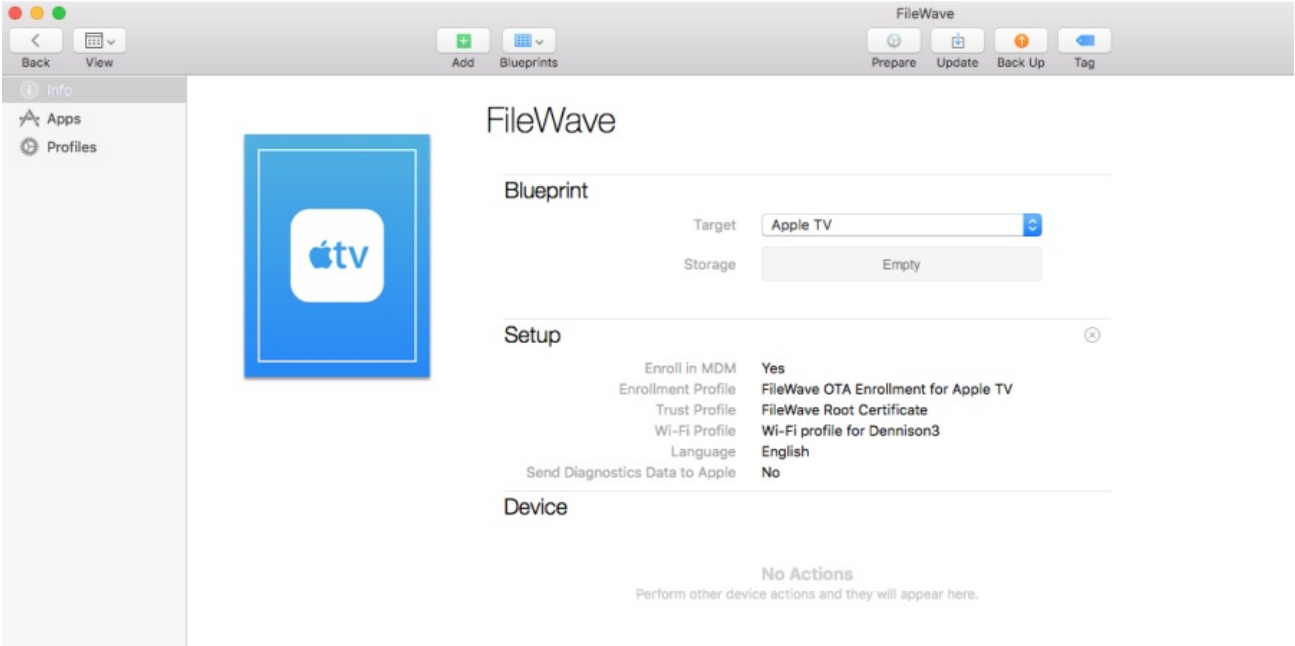 FileWave
Back View Add Blueprints Prepare Update Back Up Tag
Info
Apps
Profiles
tv
FileWave
Blueprint
Target Apple TV
Storage Empty
Setup
Enroll in MDM Yes
Enrollment Profile FileWave OTA Enrollment for Apple TV
Trust Profile FileWave Root Certificate
Wi-Fi Profile Wi-Fi profile for Dennison3
Language English
Send Diagnostics Data to Apple No
Device
No Actions
Perform other device actions and they will appear here.